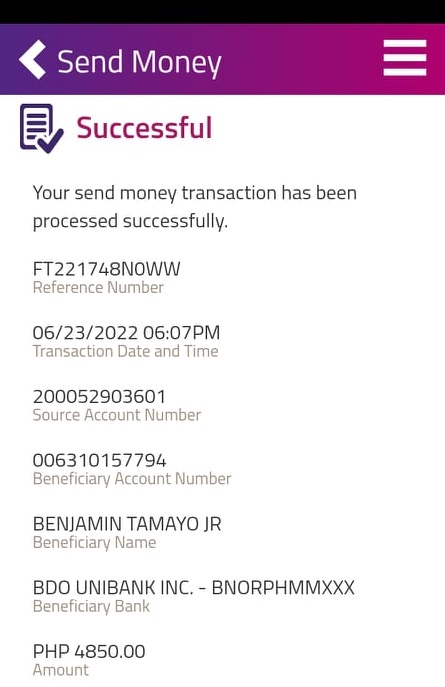 Send Money
Successful
Your send money transaction has been
processed successfully.
FT221748N0WW
Reference Number
06/23/2022 06:07PM
Transaction Date and Time
200052903601
Source Account Number
006310157794
Beneficiary Account Number
BENJAMIN TAMAYO JR
Beneficiary Name
BDO UNIBANK INC. - BNORPHMMXXX
Beneficiary Bank
PHP 4850.00
Amount